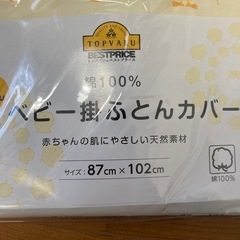 TOPVALU
BESTPRICE
綿100%
ベビー掛ふとんカバー
赤ちゃんの肌にやさしい天然素材
サイズ：87cm×102cm
綿100%